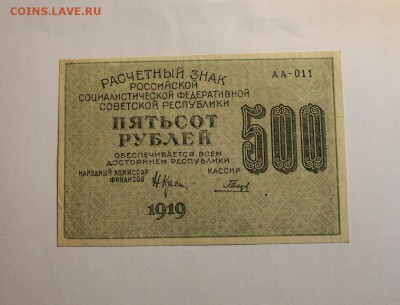 COINS.LAVE.RU
РАСЧЕТНЫЙ ЗНАК
РОССИЙСКОЙ
СОЦИАЛИСТИЧЕСКОЙ ФЕДЕРАТИВНОЙ
СОВЕТСКОЙ РЕСПУБЛИКИ
АА-011
ПЯТЬСОТ
РУБЛЕЙ
500
ОБЕСПЕЧИВАЕТСЯ ВСЕМ
ДОСТОЯНИЕМ РЕСПУБЛИКИ
НАРОДНЫЙ КОМИССАР
ФИНАНСОВ
КАССИР
1919